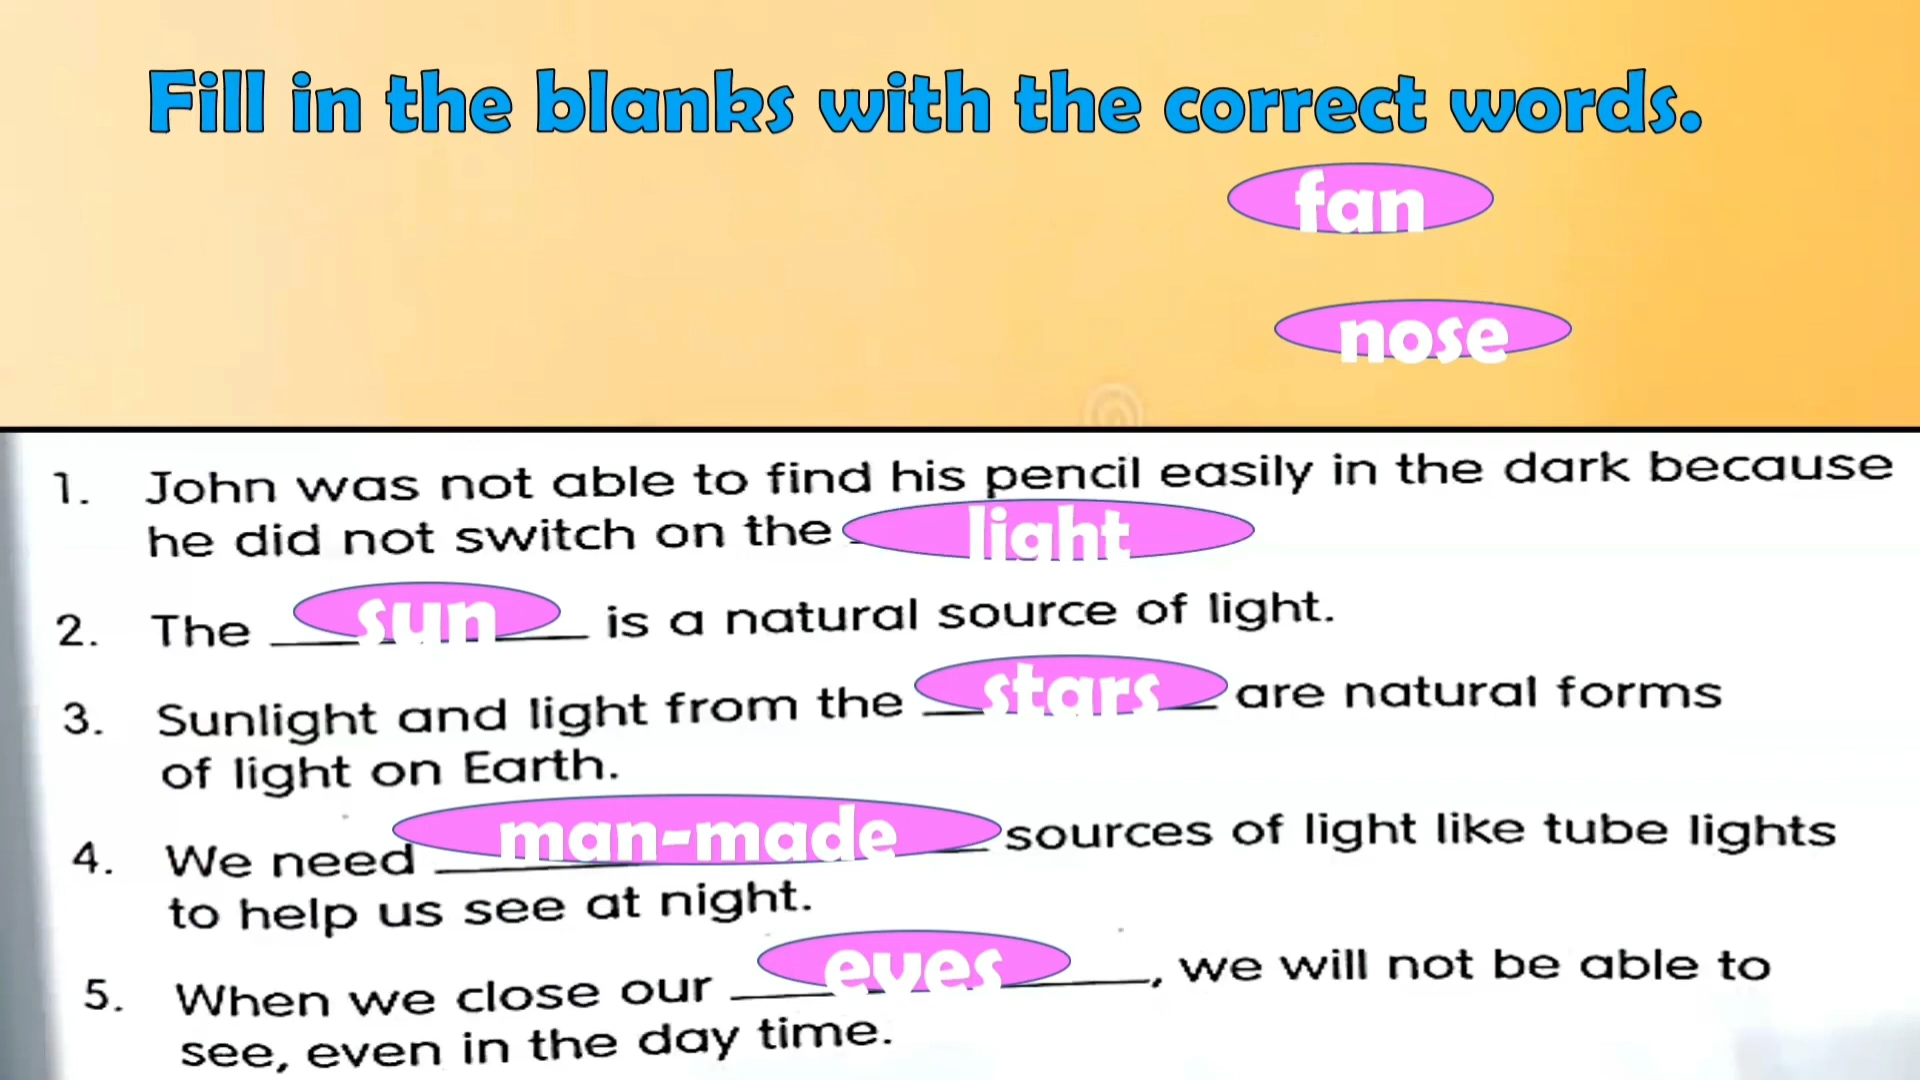 Fill in the blanks with the correct words.
fan
nose
1. John was not able to find his pencil easily in the dark because
he did not switch on the light
2. The sun is a natural source of light.
3. Sunlight and light from the stars are natural forms
of light on Earth.
4. We need man-made sources of light like tube lights
to help us see at night.
5. When we close our eyes, we will not be able to
see, even in the day time.